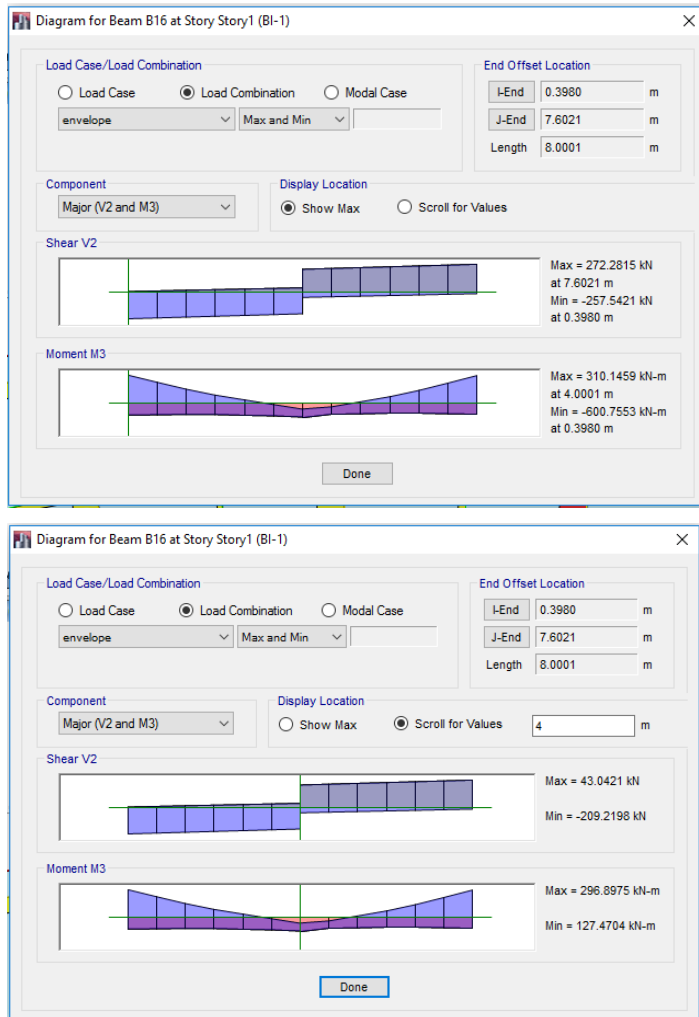 Diagram for Beam B16 at Story Story1 (BI-1)
Load Case/Load Combination
Load Case Load Combination Modal Case
envelope Max and Min
End Offset Location
I-End 0.3980 m
J-End 7.6021 m
Length 8.0001 m
Component
Major (V2 and M3)
Display Location
Show Max Scroll for Values
Shear V2
Max = 272.2815 kN
at 7.6021 m
Min = -257.5421 kN
at 0.3980 m
Moment M3
Max = 310.1459 kN-m
at 4.0001 m
Min = -600.7553 kN-m
at 0.3980 m
Done
Diagram for Beam B16 at Story Story1 (BI-1)
Load Case/Load Combination
Load Case Load Combination Modal Case
envelope Max and Min
End Offset Location
I-End 0.3980 m
J-End 7.6021 m
Length 8.0001 m
Component
Major (V2 and M3)
Display Location
Show Max Scroll for Values 4 m
Shear V2
Max = 43.0421 kN
Min = -209.2198 kN
Moment M3
Max = 296.8975 kN-m
Min = 127.4704 kN-m
Done